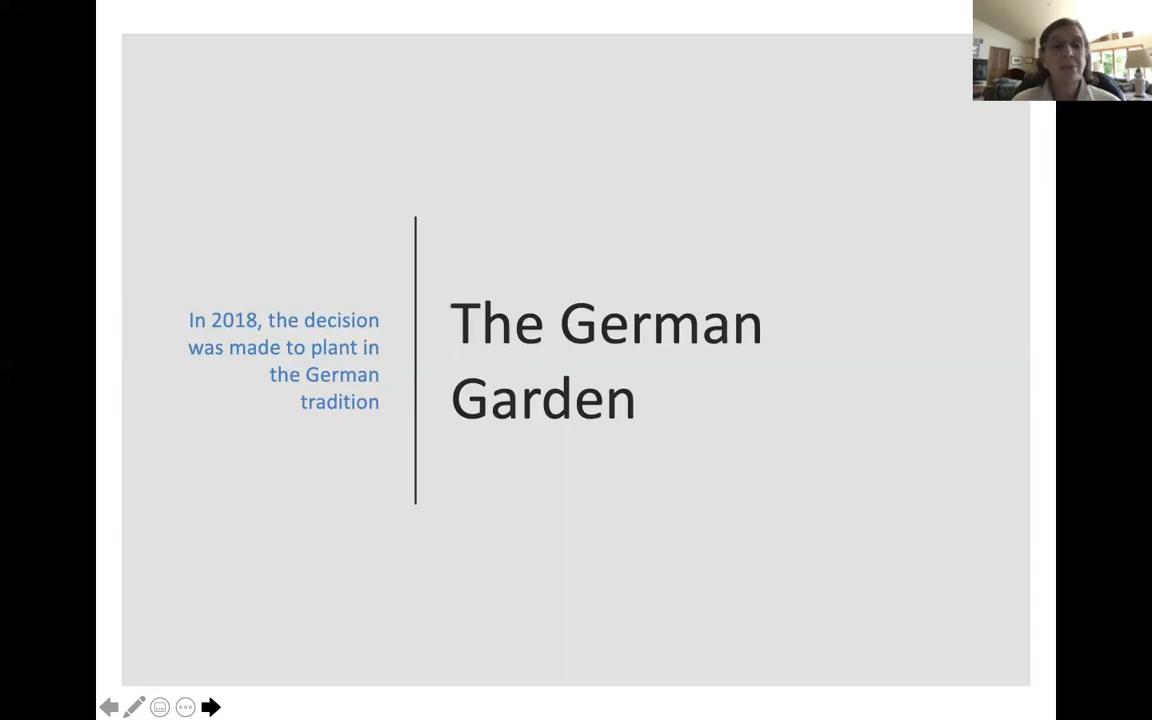 In 2018, the decision
was made to plant in
the German
tradition
The German
Garden